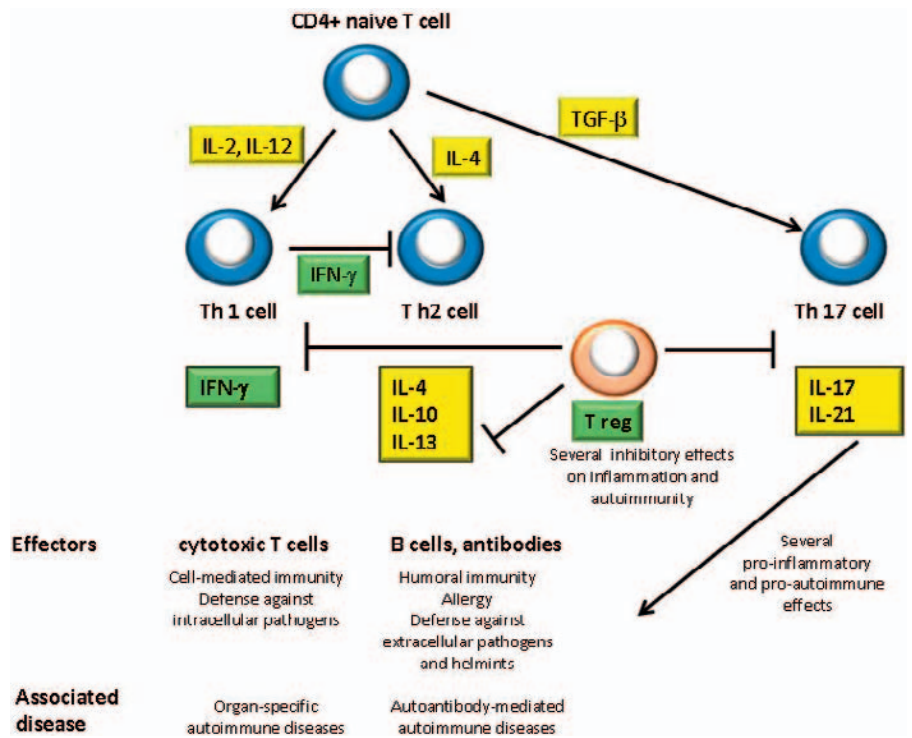 CD4+ naive T cell
TGF-β
IL-2, IL-12
IL-4
IFN-γ
Th 1 cell
T h2 cell
Th 17 cell
IFN-γ
IL-4
IL-10
IL-13
T reg
IL-17
IL-21
Several inhibitory effects
on inflammation and
autoimmunity
Effectors
cytotoxic T cells
Cell-mediated immunity
Defense against
intracellular pathogens
B cells, antibodies
Humoral immunity
Allergy
Defense against
extracellular pathogens
and helmints
Several
pro-inflammatory
and pro-autoimmune
effects
Associated
disease
Organ-specific
autoimmune diseases
Autoantibody-mediated
autoimmune diseases